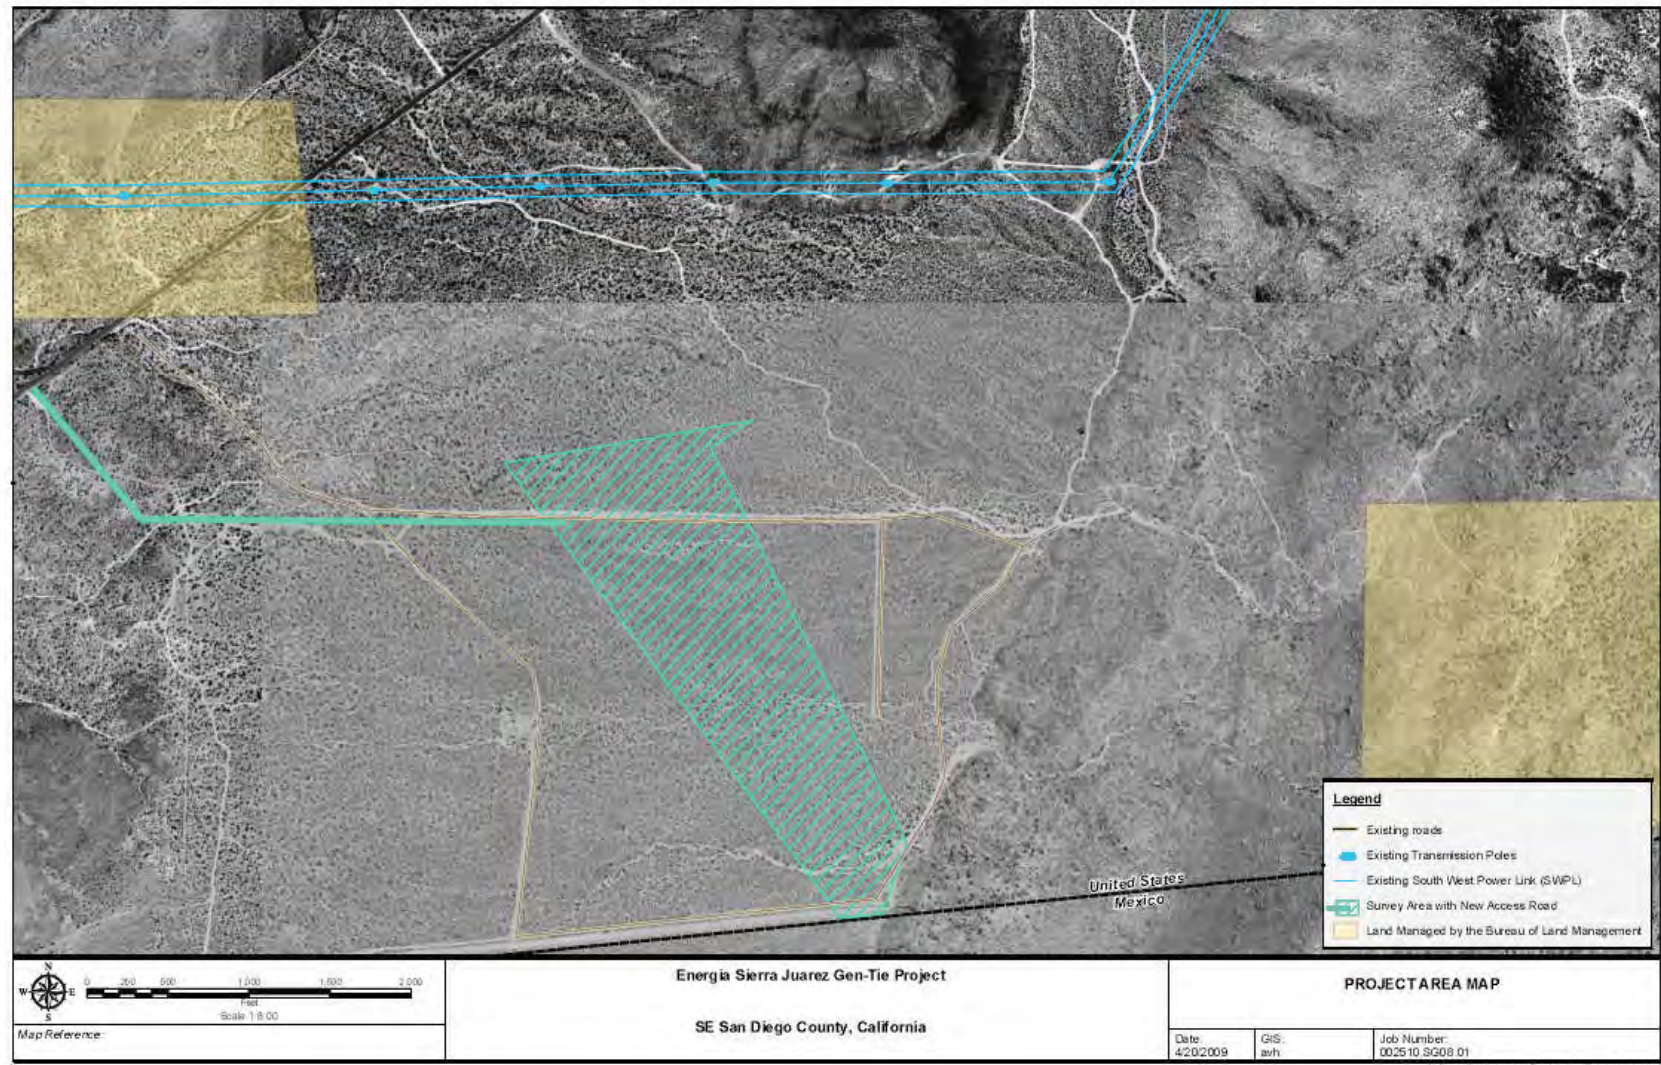 United States
Mexico
Legend
Existing roads
Existing Transmission Poles
Existing South West Power Link (SWPL)
Survey Area with New Access Road
Land Managed by the Bureau of Land Management
N
W E
S
0 250 500 1,000 1,500 2,000
Feet
Scale 1:8:00
Map Reference:
Energia Sierra Juarez Gen-Tie Project
SE San Diego County, California
PROJECT AREA MAP
Date:
4/20/2009
GIS:
avh
Job Number:
002510.SG08.01